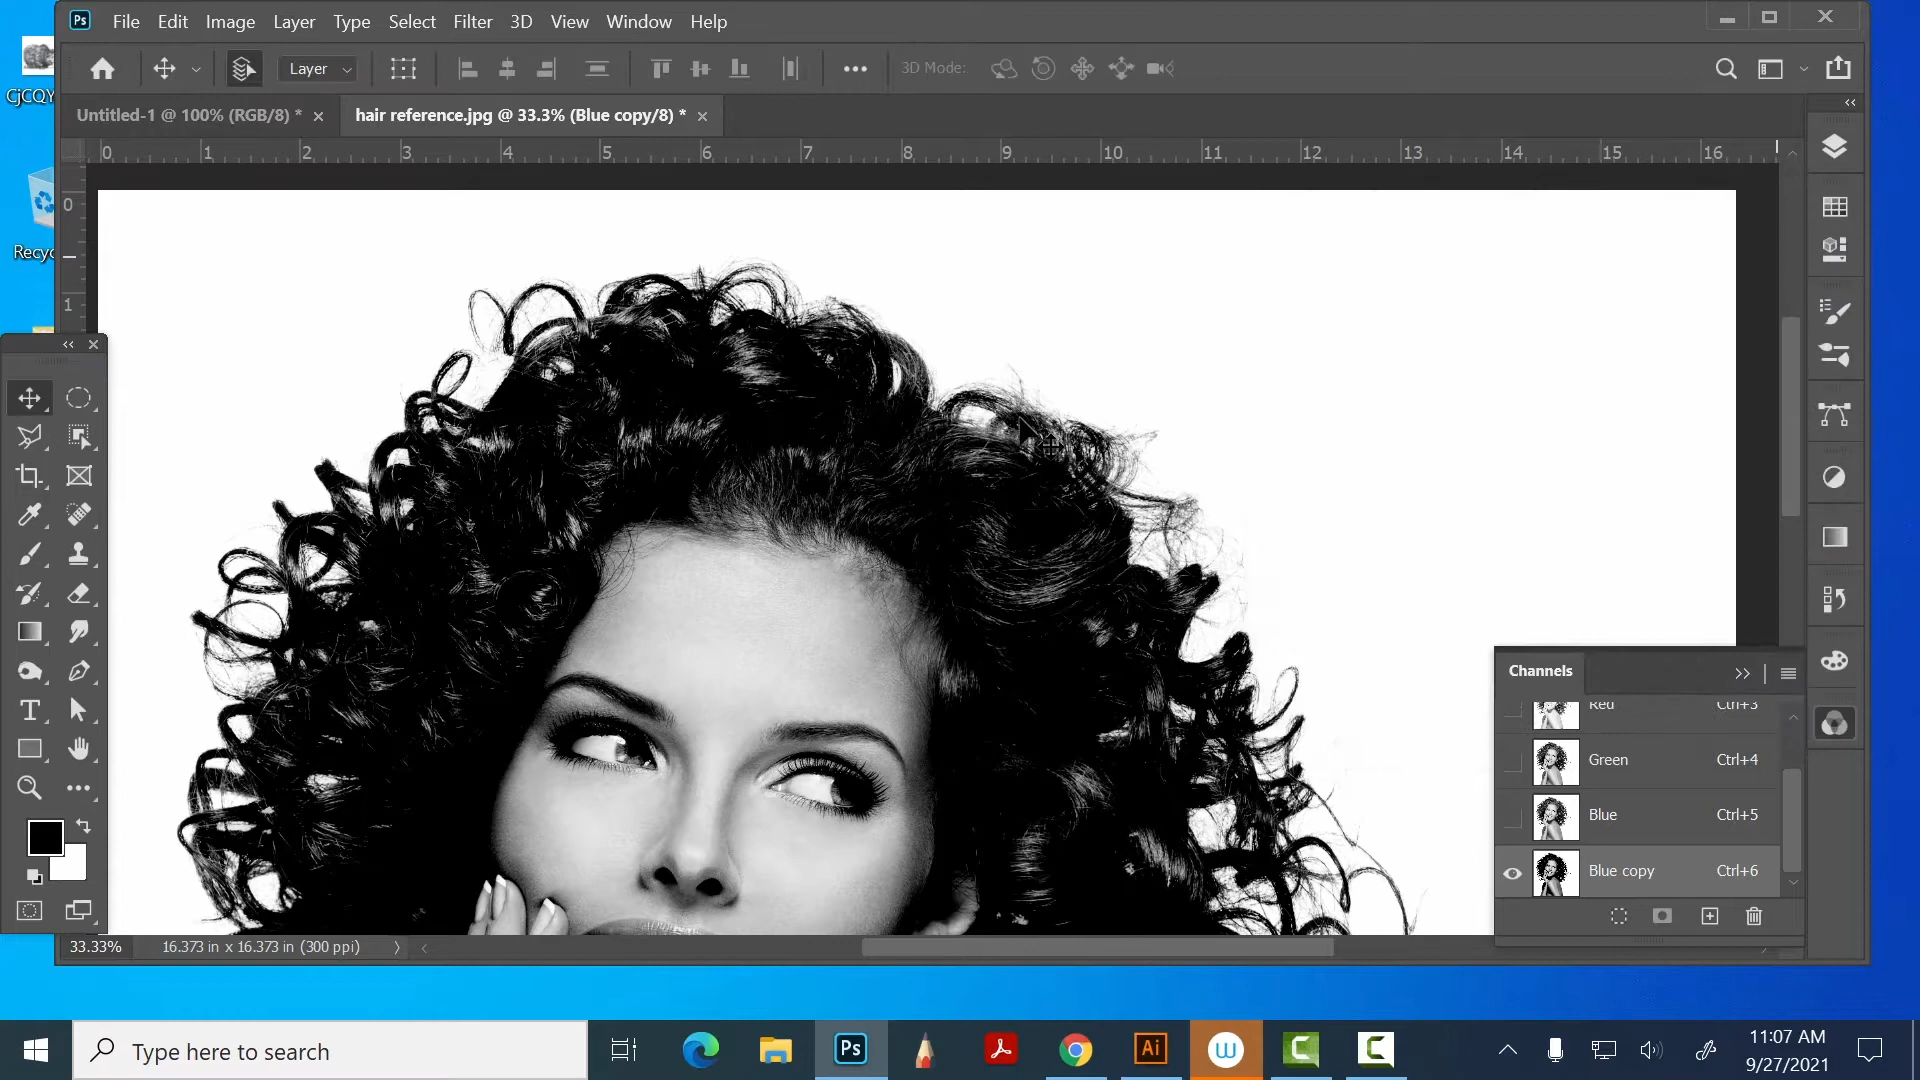 Ps File Edit Image Layer Type Select Filter 3D View Window Help
Layer 3D Mode:
CjCQY
Untitled-1 @ 100% (RGB/8) * hair reference.jpg @ 33.3% (Blue copy/8) *
0 1 2 3 4 5 6 7 8 9 10 11 12 13 14 15 16
0
Recyc
1
Channels
Red Ctrl+3
Green Ctrl+4
Blue Ctrl+5
Blue copy Ctrl+6
33.33% 16.373 in x 16.373 in (300 ppi)
Type here to search
Ps
Ai
11:07 AM
9/27/2021